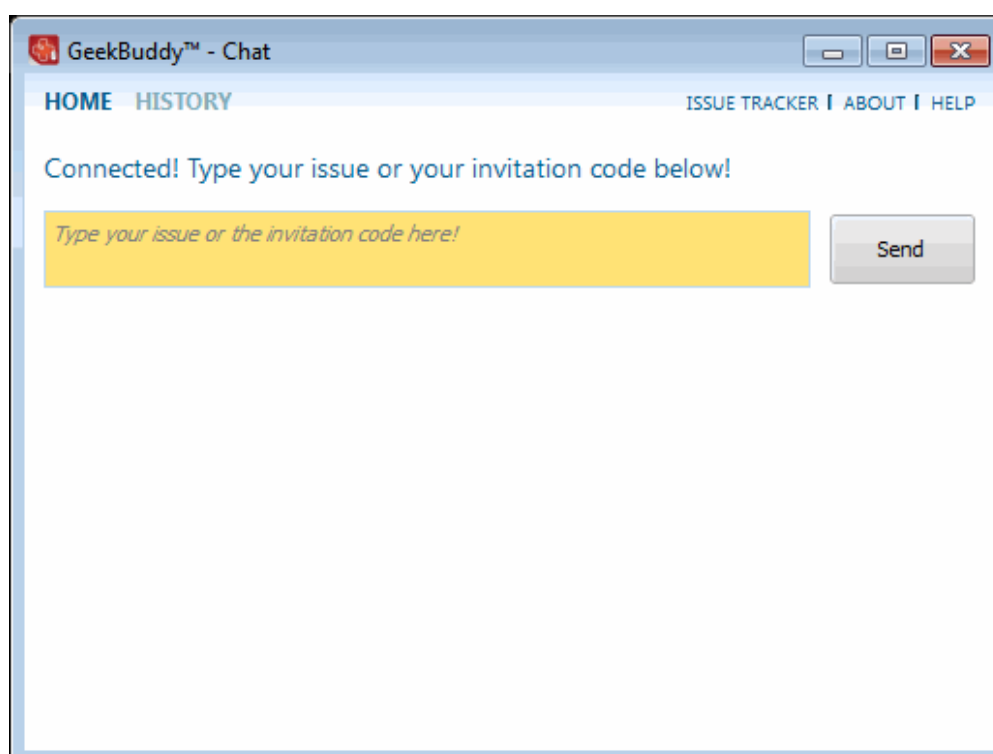 GeekBuddy™ - Chat
HOME HISTORY ISSUE TRACKER | ABOUT | HELP
Connected! Type your issue or your invitation code below!
Type your issue or the invitation code here!
Send